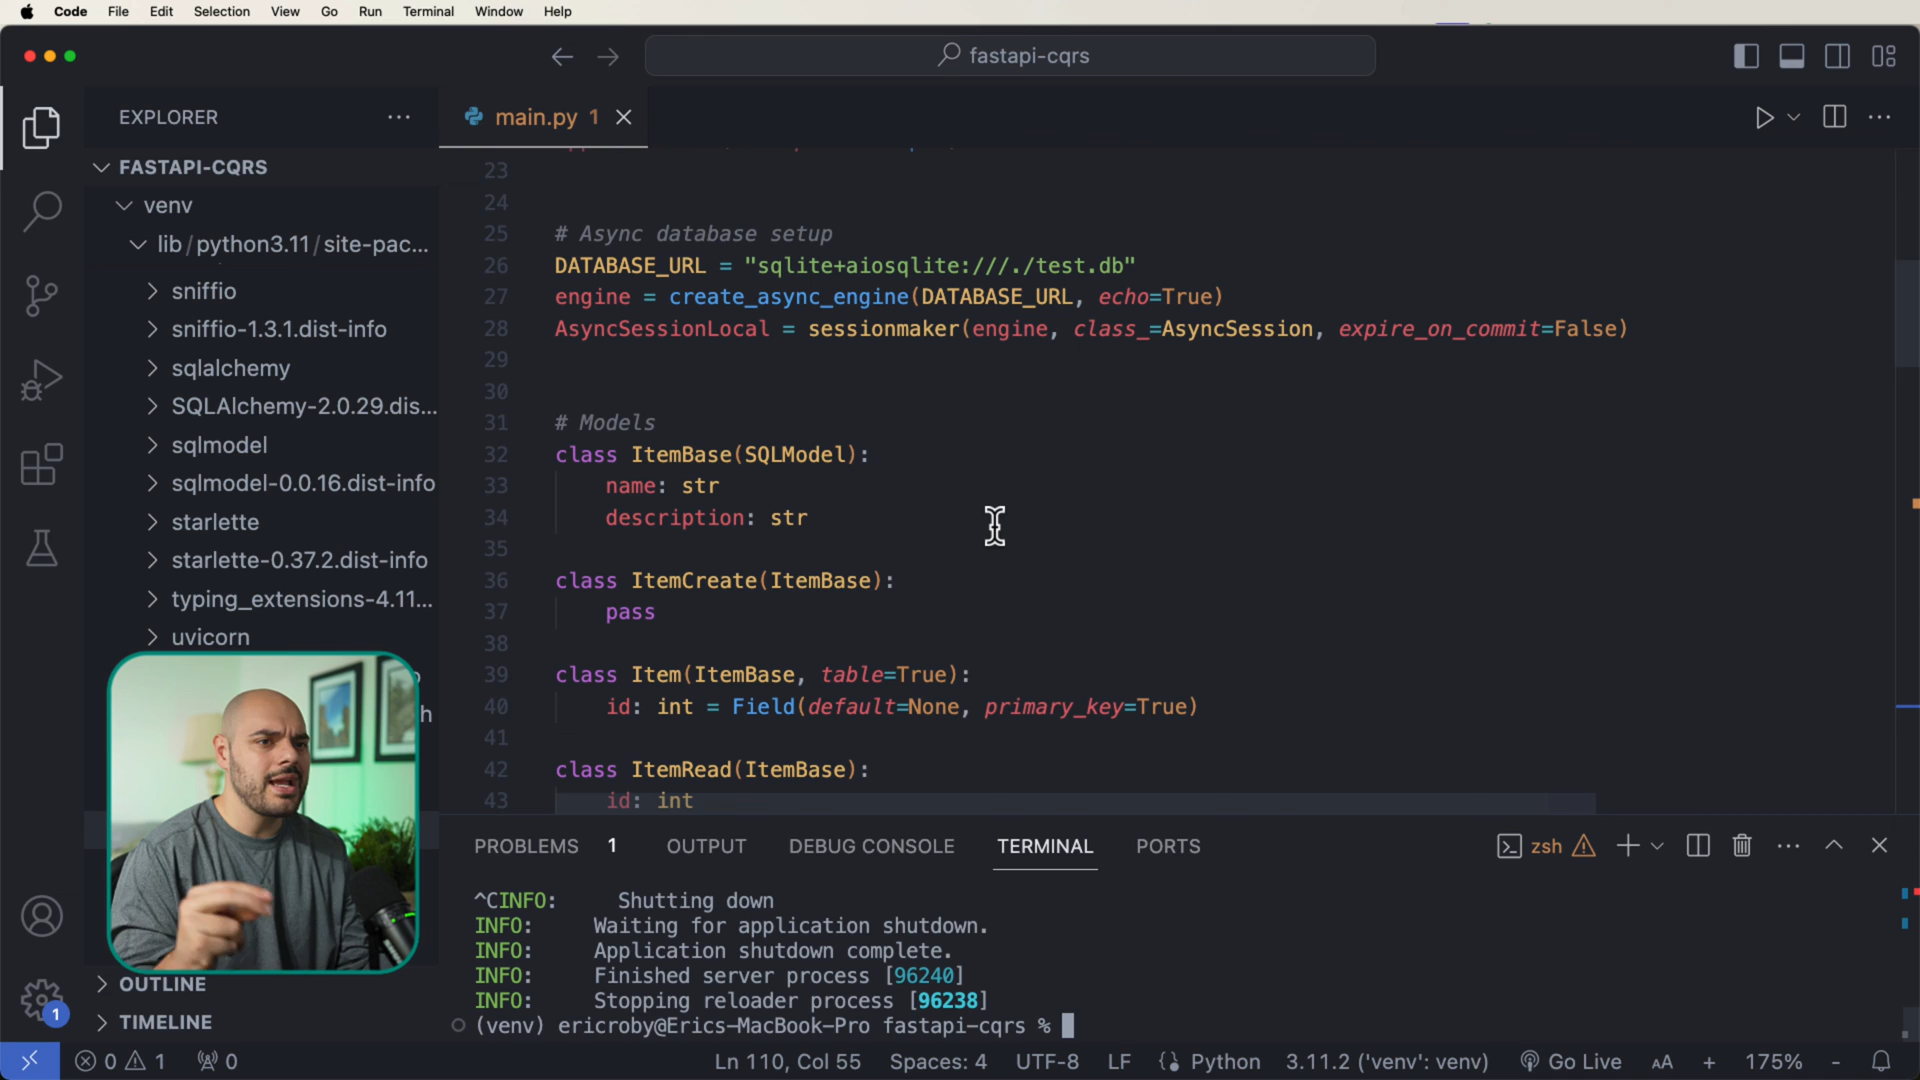 Code File Edit Selection View Go Run Terminal Window Help
fastapi-cqrs
EXPLORER
main.py 1
FASTAPI-CQRS
venv
lib/python3.11/site-pac...
sniffio
sniffio-1.3.1.dist-info
sqlalchemy
SQLAlchemy-2.0.29.dis...
sqlmodel
sqlmodel-0.0.16.dist-info
starlette
starlette-0.37.2.dist-info
typing_extensions-4.11...
uvicorn
OUTLINE
TIMELINE
23
24
25 # Async database setup
26 DATABASE_URL = "sqlite+aiosqlite:///./test.db"
27 engine = create_async_engine(DATABASE_URL, echo=True)
28 AsyncSessionLocal = sessionmaker(engine, class_=AsyncSession, expire_on_commit=False)
29
30
31 # Models
32 class ItemBase(SQLModel):
33 name: str
34 description: str
35
36 class ItemCreate(ItemBase):
37 pass
38
39 class Item(ItemBase, table=True):
40 id: int = Field(default=None, primary_key=True)
41
42 class ItemRead(ItemBase):
43 id: int
PROBLEMS 1 OUTPUT DEBUG CONSOLE TERMINAL PORTS
zsh
^CINFO: Shutting down
INFO: Waiting for application shutdown.
INFO: Application shutdown complete.
INFO: Finished server process [96240]
INFO: Stopping reloader process [96238]
(venv) ericroby@Erics-MacBook-Pro fastapi-cqrs %
1
0 1 0 Ln 110, Col 55 Spaces: 4 UTF-8 LF Python 3.11.2 ('venv': venv) Go Live AA + 175% -